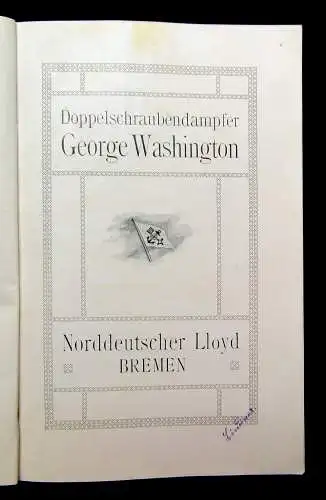 Doppelschraubendampfer
George Washington
Norddeutscher Lloyd
BREMEN